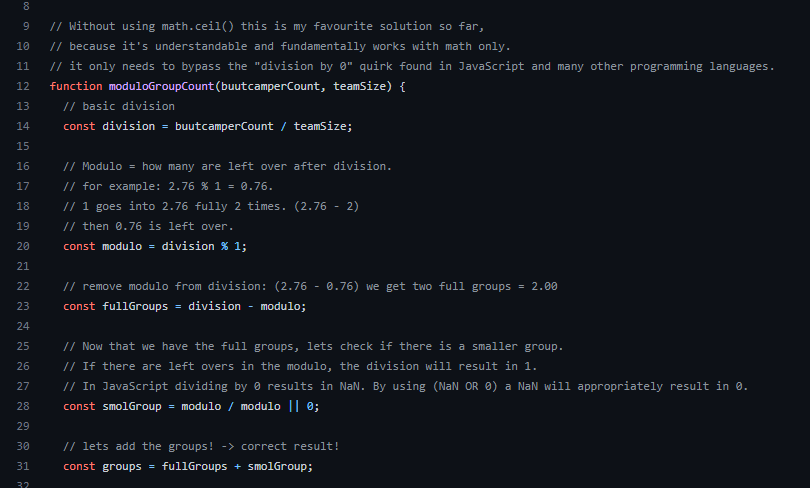 8
9 // Without using math.ceil() this is my favourite solution so far,
10 // because it's understandable and fundamentally works with math only.
11 // it only needs to bypass the "division by 0" quirk found in JavaScript and many other programming languages.
12 function moduloGroupCount(buutcamperCount, teamSize) {
13 // basic division
14 const division = buutcamperCount / teamSize;
15
16 // Modulo = how many are left over after division.
17 // for example: 2.76 % 1 = 0.76.
18 // 1 goes into 2.76 fully 2 times. (2.76 - 2)
19 // then 0.76 is left over.
20 const modulo = division % 1;
21
22 // remove modulo from division: (2.76 - 0.76) we get two full groups = 2.00
23 const fullGroups = division - modulo;
24
25 // Now that we have the full groups, lets check if there is a smaller group.
26 // If there are left overs in the modulo, the division will result in 1.
27 // In JavaScript dividing by 0 results in NaN. By using (NaN OR 0) a NaN will appropriately result in 0.
28 const smolGroup = modulo / modulo || 0;
29
30 // lets add the groups! -> correct result!
31 const groups = fullGroups + smolGroup;
32